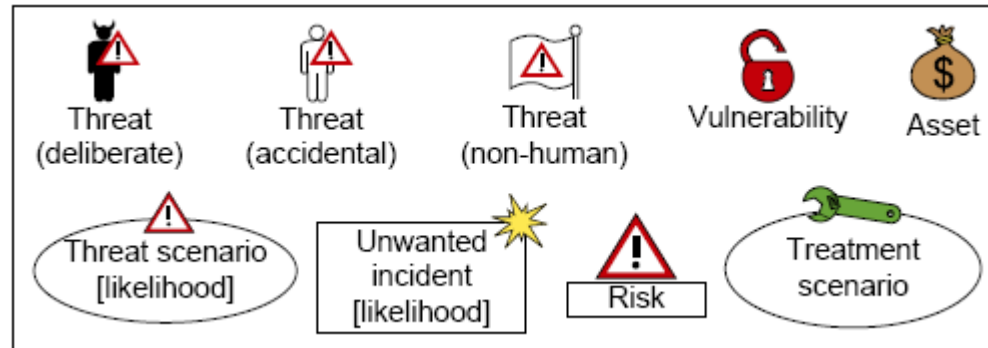 Threat
(deliberate)
Threat
(accidental)
Threat
(non-human)
Vulnerability
$
Asset
Threat scenario
[likelihood]
Unwanted
incident
[likelihood]
Risk
Treatment
scenario